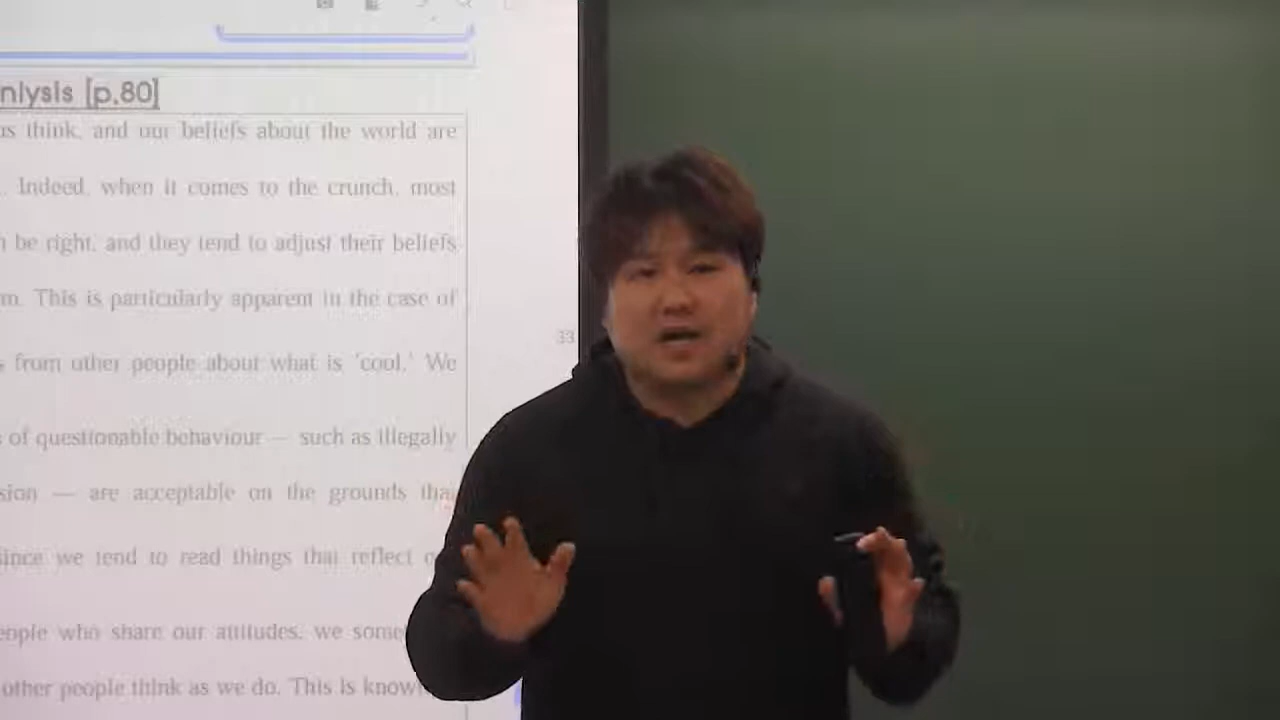 nlysis [p.80]
us think, and our beliefs about the world are
. Indeed, when it comes to the crunch, most
be right, and they tend to adjust their beliefs
m. This is particularly apparent in the case of
33
s from other people about what is 'cool.' We
of questionable behaviour — such as illegally
sion — are acceptable on the grounds tha
since we tend to read things that reflect o
eople who share our attitudes, we some
other people think as we do. This is know